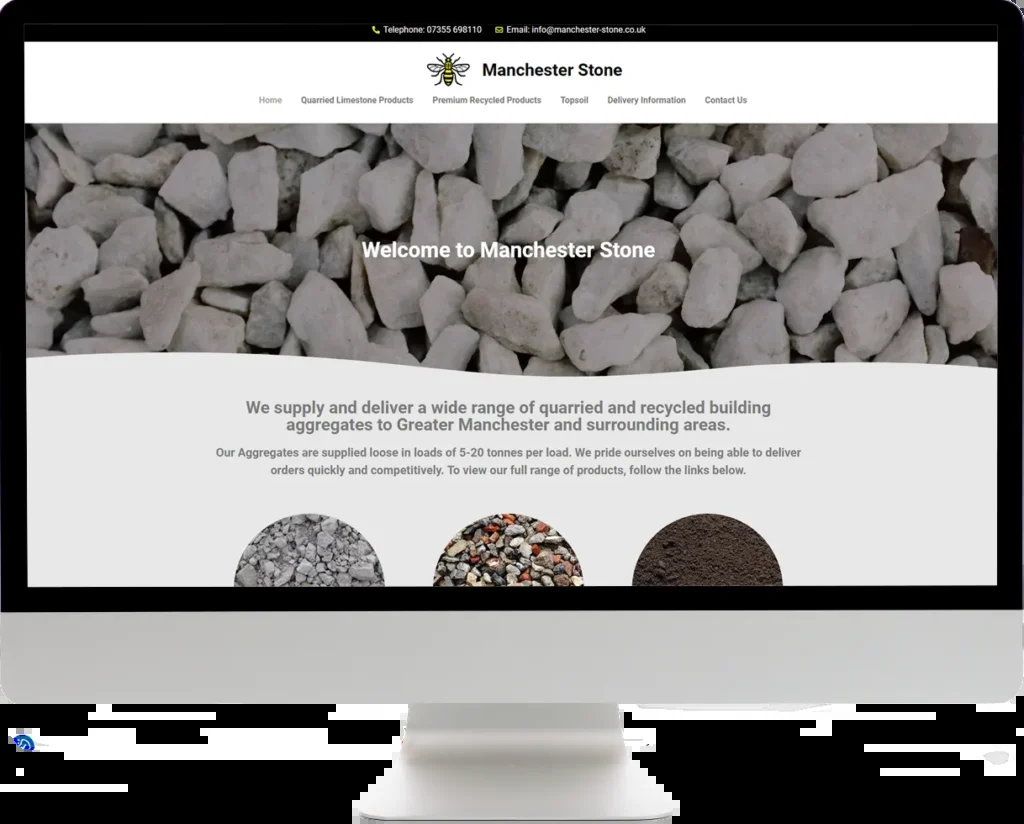 Telephone: 07355 698110 Email: info@manchester-stone.co.uk
Manchester Stone
Home Quarried Limestone Products Premium Recycled Products Topsoil Delivery Information Contact Us
Welcome to Manchester Stone
We supply and deliver a wide range of quarried and recycled building
aggregates to Greater Manchester and surrounding areas.
Our Aggregates are supplied loose in loads of 5-20 tonnes per load. We pride ourselves on being able to deliver
orders quickly and competitively. To view our full range of products, follow the links below.